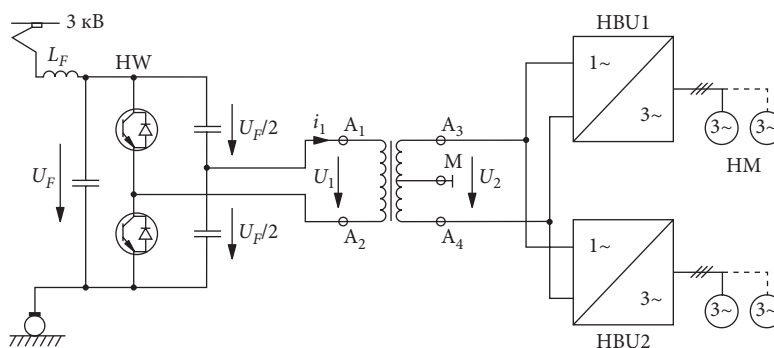 3 кВ
L_F
HW
U_F
U_F/2
U_F/2
i_1
A_1
A_2
U_1
A_3
M
A_4
U_2
HBU1
1~
3~
3~
3~
HM
1~
3~
HBU2
3~
3~